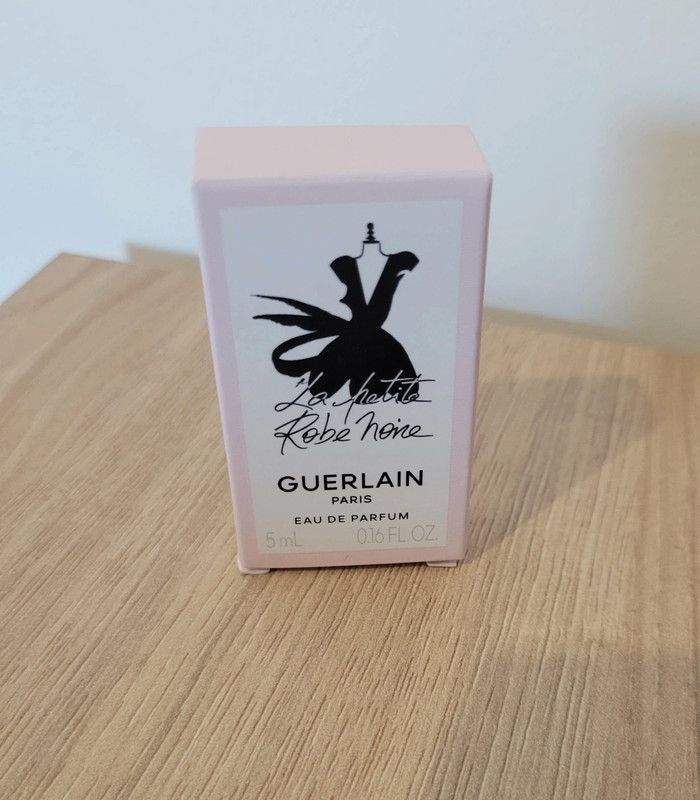 La petite
Robe Noire
GUERLAIN
PARIS
EAU DE PARFUM
5 mL 0.16 FL.OZ.